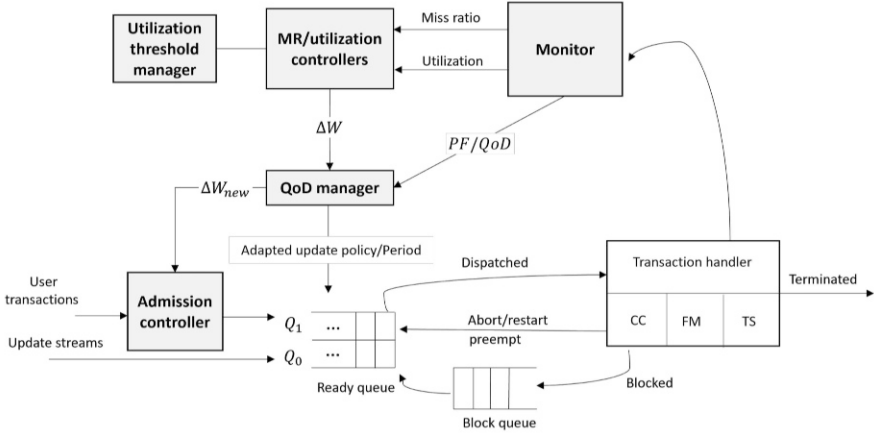 Utilization
threshold
manager
MR/utilization
controllers
Miss ratio
Utilization
Monitor
ΔW
PF/QoD
ΔW_new
QoD manager
Adapted update policy/Period
User
transactions
Admission
controller
Update streams
Q_1
...
Q_0
...
Ready queue
Dispatched
Abort/restart
preempt
Block queue
Blocked
Transaction handler
CC FM TS
Terminated